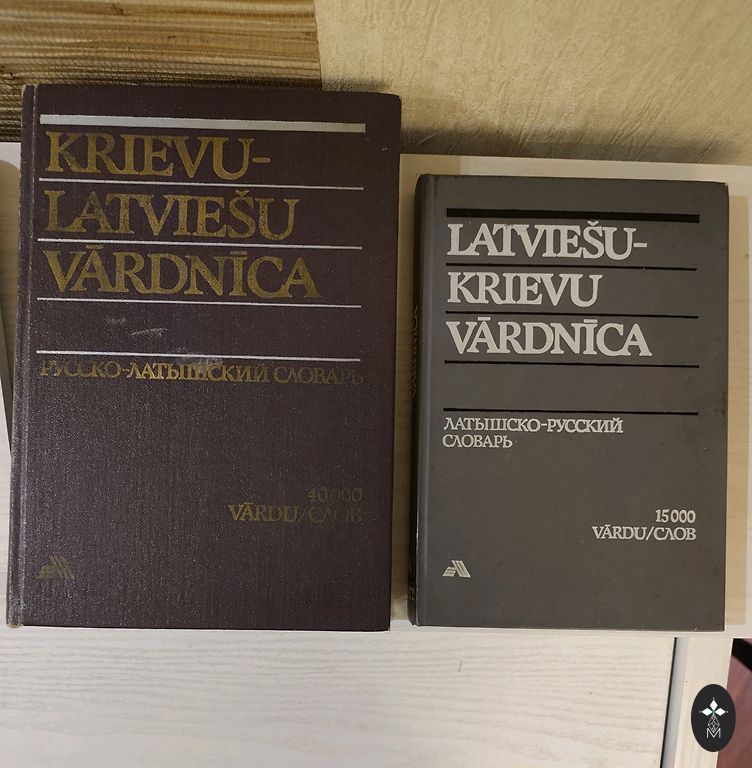 KRIEVU-
LATVIEŠU
VĀRDNĪCA
РУССКО-ЛАТЫШСКИЙ СЛОВАРЬ
40 000
VĀRDU/СЛОВ
LATVIEŠU-
KRIEVU
VĀRDNĪCA
ЛАТЫШСКО-РУССКИЙ
СЛОВАРЬ
15 000
VĀRDU/СЛОВ
VĀRDNĪCA
M